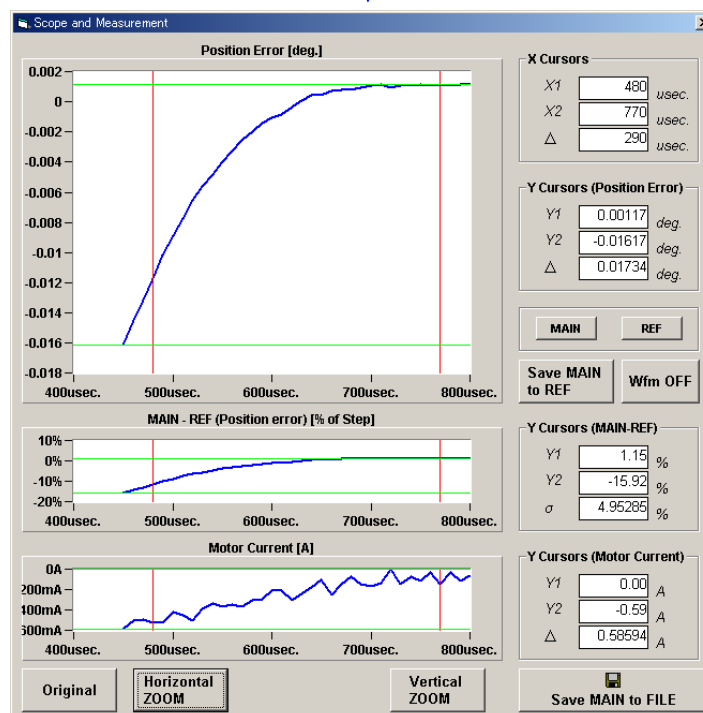 Scope and Measurement
Position Error [deg.]
0.002
0
-0.002
-0.004
-0.006
-0.008
-0.01
-0.012
-0.014
-0.016
-0.018
400usec. 500usec. 600usec. 700usec. 800usec.
MAIN - REF (Position error) [% of Step]
10%
0%
-10%
-20%
400usec. 500usec. 600usec. 700usec. 800usec.
Motor Current [A]
0A
200mA
400mA
600mA
400usec. 500usec. 600usec. 700usec. 800usec.
Original
Horizontal
ZOOM
Vertical
ZOOM
X Cursors
X1 480 usec.
X2 770 usec.
△ 290 usec.
Y Cursors (Position Error)
Y1 0.00117 deg.
Y2 -0.01617 deg.
△ 0.01734 deg.
MAIN REF
Save MAIN
to REF
Wfm OFF
Y Cursors (MAIN-REF)
Y1 1.15 %
Y2 -15.92 %
σ 4.95285 %
Y Cursors (Motor Current)
Y1 0.00 A
Y2 -0.59 A
△ 0.58594 A
Save MAIN to FILE